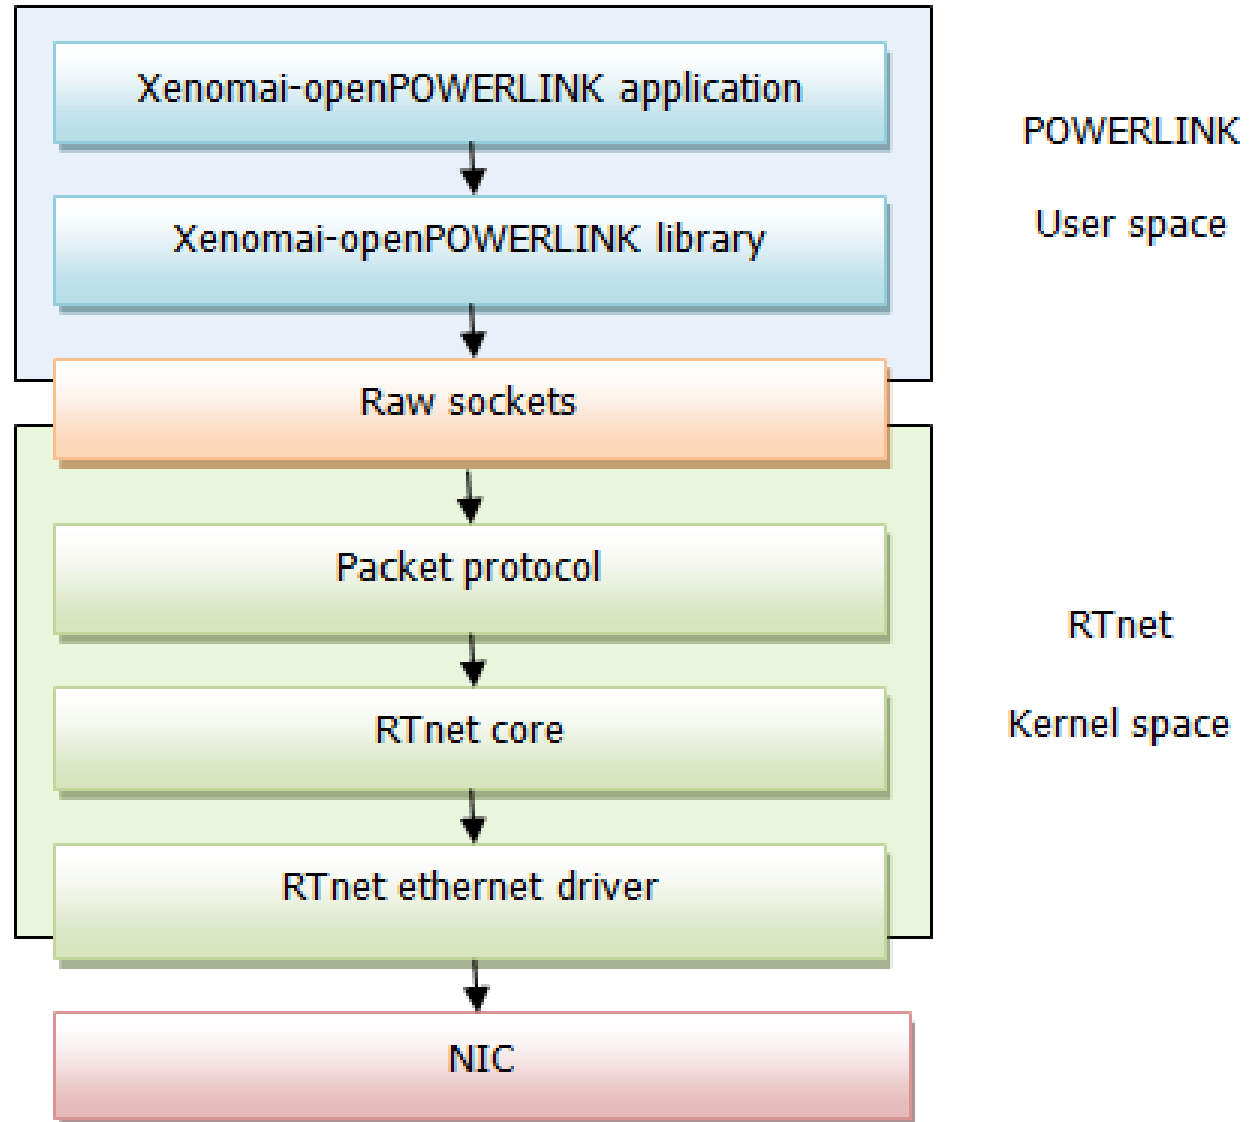 Xenomai-openPOWERLINK application
POWERLINK
Xenomai-openPOWERLINK library
User space
Raw sockets
Packet protocol
RTnet
RTnet core
Kernel space
RTnet ethernet driver
NIC